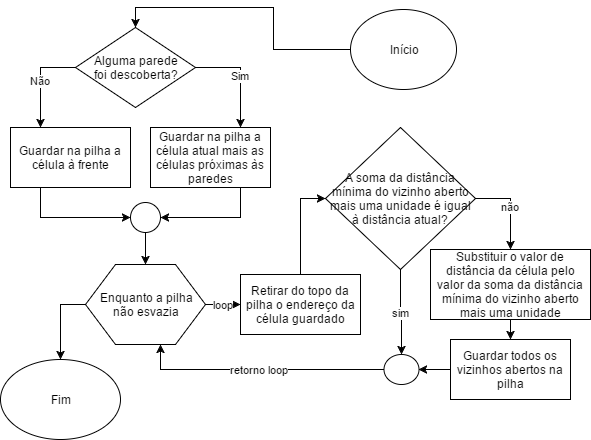 Início
Alguma parede
foi descoberta?
Não
Sim
Guardar na pilha a
célula à frente
Guardar na pilha a
célula atual mais as
células próximas às
paredes
A soma da distância
mínima do vizinho aberto
mais uma unidade é igual
à distância atual?
não
Enquanto a pilha
não esvazia
loop
Retirar do topo da
pilha o endereço da
célula guardado
Substituir o valor de
distância da célula pelo
valor da soma da distância
mínima do vizinho aberto
mais uma unidade
sim
Guardar todos os
vizinhos abertos na
pilha
retorno loop
Fim